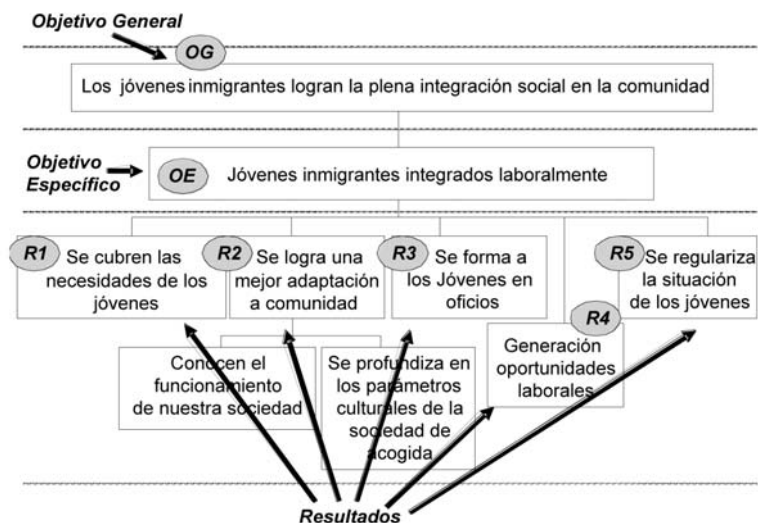 Objetivo General
OG
Los jóvenes inmigrantes logran la plena integración social en la comunidad
Objetivo
Específico
OE
Jóvenes inmigrantes integrados laboralmente
R1
Se cubren las
necesidades de los
jóvenes
R2
Se logra una
mejor adaptación
a comunidad
R3
Se forma a
los Jóvenes en
oficios
R5
Se regulariza
la situación
de los jóvenes
R4
Generación
oportunidades
laborales
Conocen el
funcionamiento
de nuestra sociedad
Se profundiza en
los parámetros
culturales de la
sociedad de
acogida
Resultados